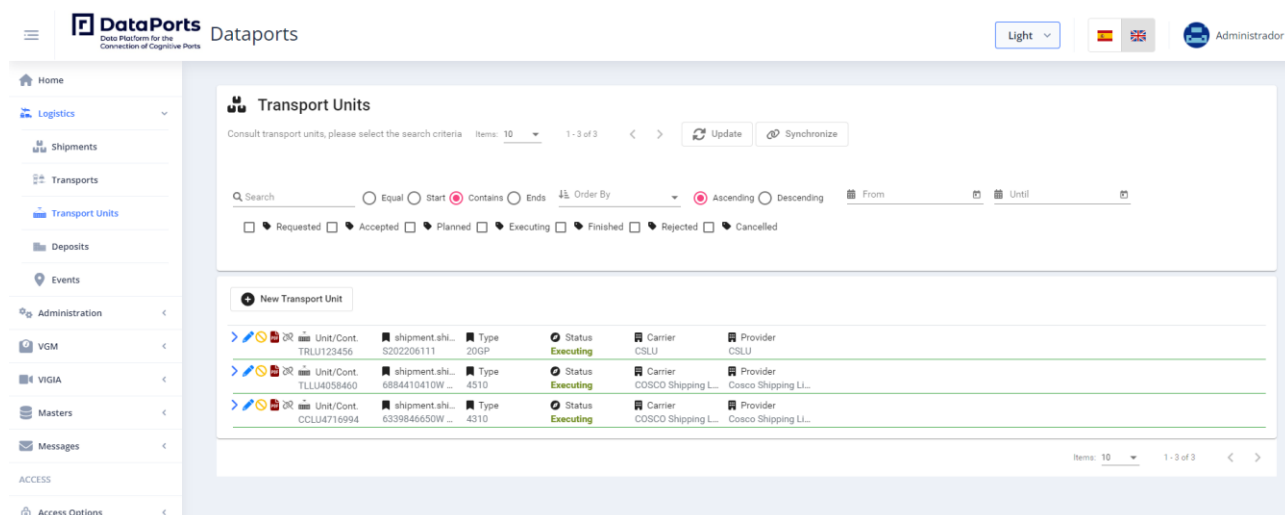 DataPorts
Data Platform for the
Connection of Cognitive Ports
Dataports
Light
Administrador
Home
Logistics
Shipments
Transports
Transport Units
Deposits
Events
Administration
VGM
VIGIA
Masters
Messages
ACCESS
Access Options
Transport Units
Consult transport units, please select the search criteria Items: 10 1 - 3 of 3 Update Synchronize
Search Equal Start Contains Ends Order By Ascending Descending From Until
Requested Accepted Planned Executing Finished Rejected Cancelled
New Transport Unit
Unit/Cont. shipment.shi... Type Status Carrier Provider
TRLU123456 S202206111 20GP Executing CSLU CSLU
Unit/Cont. shipment.shi... Type Status Carrier Provider
TLLU4058460 6884410410W ... 4510 Executing COSCO Shipping L... Cosco Shipping Li...
Unit/Cont. shipment.shi... Type Status Carrier Provider
CCLU4716994 6339846650W ... 4310 Executing COSCO Shipping L... Cosco Shipping Li...
Items: 10 1 - 3 of 3